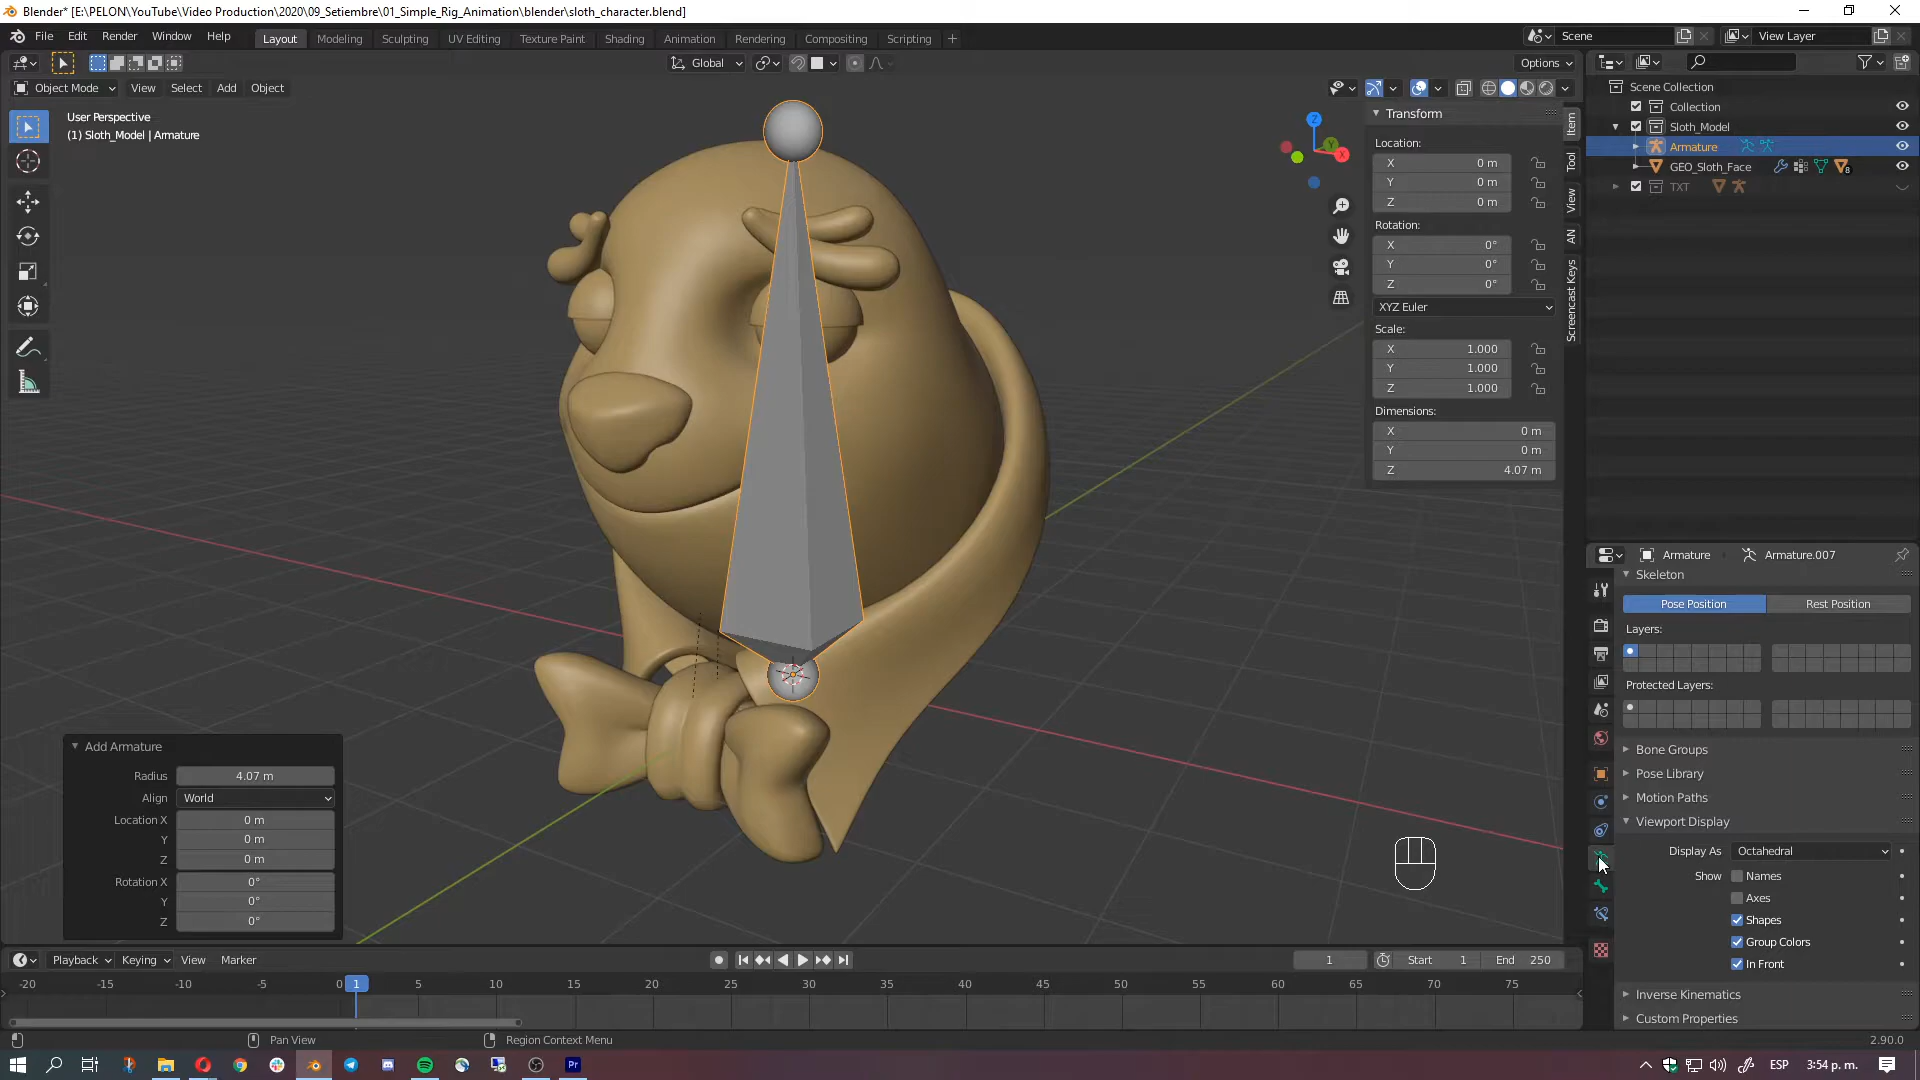 Blender* [E:\PELON\YouTube\Video Production\2020\09_Setiembre\01_Simple_Rig_Animation\blender\sloth_character.blend]
File Edit Render Window Help Layout Modeling Sculpting UV Editing Texture Paint Shading Animation Rendering Compositing Scripting + Scene View Layer
Global Options
Object Mode View Select Add Object
User Perspective
(1) Sloth_Model | Armature
Transform
Location:
X 0 m
Y 0 m
Z 0 m
Rotation:
X 0°
Y 0°
Z 0°
XYZ Euler
Scale:
X 1.000
Y 1.000
Z 1.000
Dimensions:
X 0 m
Y 0 m
Z 4.07 m
Item
Tool
View
AN
Screencast Keys
Z
Y
X
Scene Collection
Collection
Sloth_Model
Armature
GEO_Sloth_Face 8
TXT
Armature Armature.007
Skeleton
Pose Position Rest Position
Layers:
Protected Layers:
Bone Groups
Pose Library
Motion Paths
Viewport Display
Display As Octahedral
Show Names
Axes
Shapes
Group Colors
In Front
Inverse Kinematics
Custom Properties
Add Armature
Radius 4.07 m
Align World
Location X 0 m
Y 0 m
Z 0 m
Rotation X 0°
Y 0°
Z 0°
Playback Keying View Marker 1 Start 1 End 250
-20 -15 -10 -5 0 1 5 10 15 20 25 30 35 40 45 50 55 60 65 70 75
Pan View Region Context Menu 2.90.0
Pr ESP 3:54 p. m.